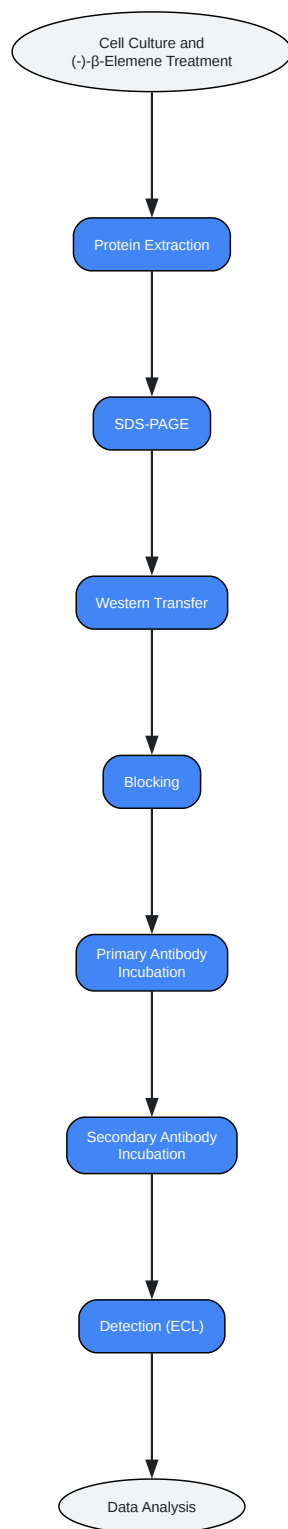 Cell Culture and
(-)-β-Elemene Treatment
Protein Extraction
SDS-PAGE
Western Transfer
Blocking
Primary Antibody
Incubation
Secondary Antibody
Incubation
Detection (ECL)
Data Analysis